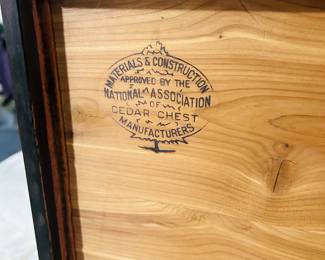 MATERIALS & CONSTRUCTION
APPROVED BY THE
NATIONAL ASSOCIATION
OF
CEDAR CHEST
MANUFACTURERS